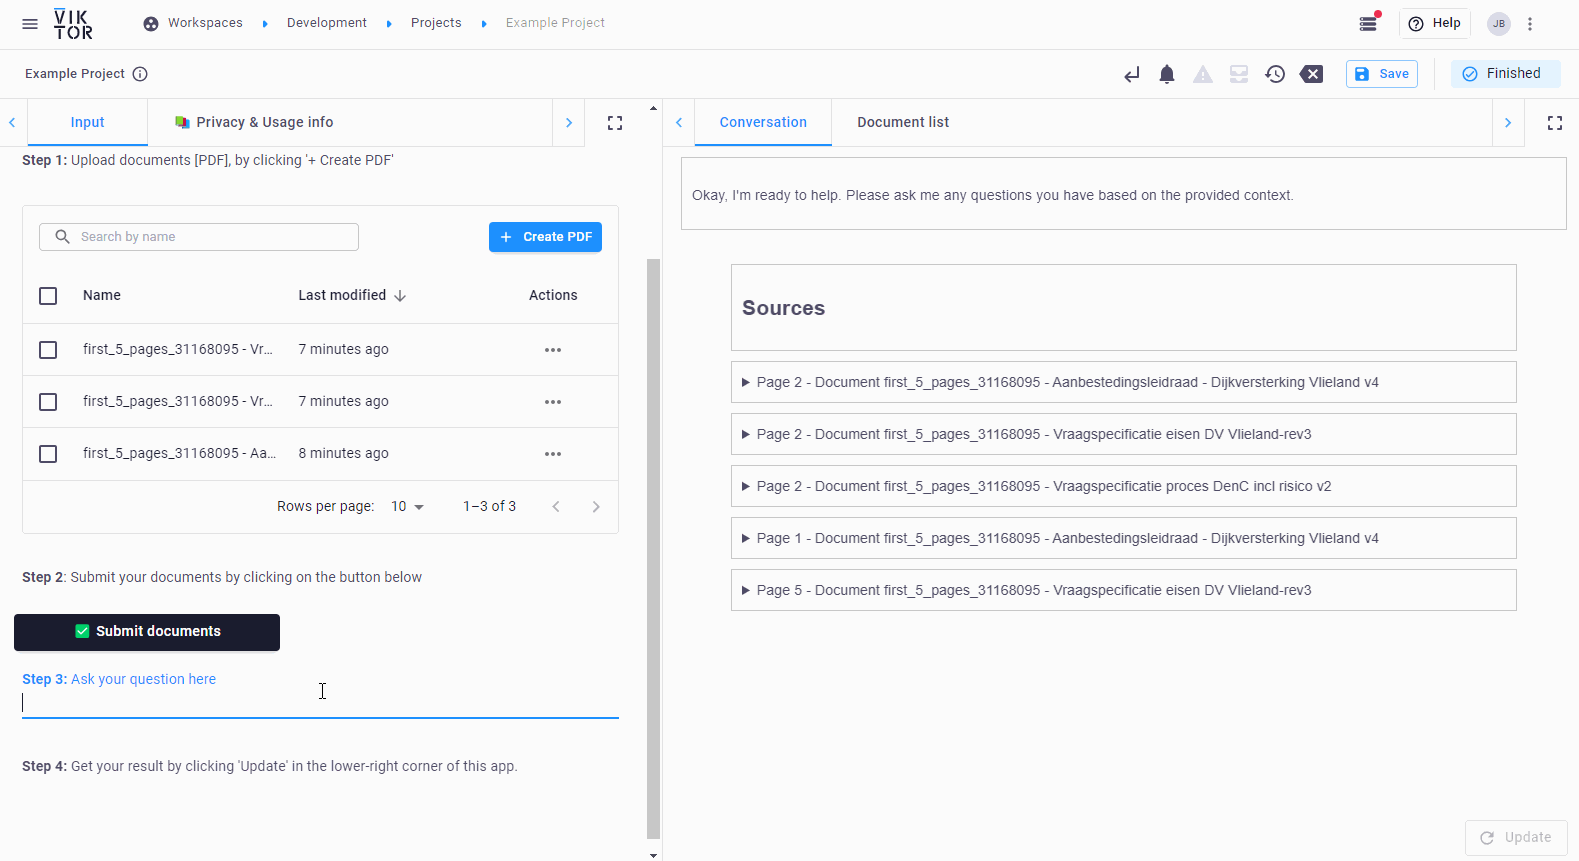 VIK
TOR
Workspaces
Development
Projects
Example Project
Help
JB
Example Project
Save
Finished
Input
Privacy & Usage info
Step 1: Upload documents [PDF], by clicking '+ Create PDF'
Search by name
+ Create PDF
Name
Last modified
Actions
first_5_pages_31168095 - Vr...
7 minutes ago
first_5_pages_31168095 - Vr...
7 minutes ago
first_5_pages_31168095 - Aa...
8 minutes ago
Rows per page: 10
1–3 of 3
Step 2: Submit your documents by clicking on the button below
Submit documents
Step 3: Ask your question here
Step 4: Get your result by clicking 'Update' in the lower-right corner of this app.
Conversation
Document list
Okay, I'm ready to help. Please ask me any questions you have based on the provided context.
Sources
Page 2 - Document first_5_pages_31168095 - Aanbestedingsleidraad - Dijkversterking Vlieland v4
Page 2 - Document first_5_pages_31168095 - Vraagspecificatie eisen DV Vlieland-rev3
Page 2 - Document first_5_pages_31168095 - Vraagspecificatie proces DenC incl risico v2
Page 1 - Document first_5_pages_31168095 - Aanbestedingsleidraad - Dijkversterking Vlieland v4
Page 5 - Document first_5_pages_31168095 - Vraagspecificatie eisen DV Vlieland-rev3
Update